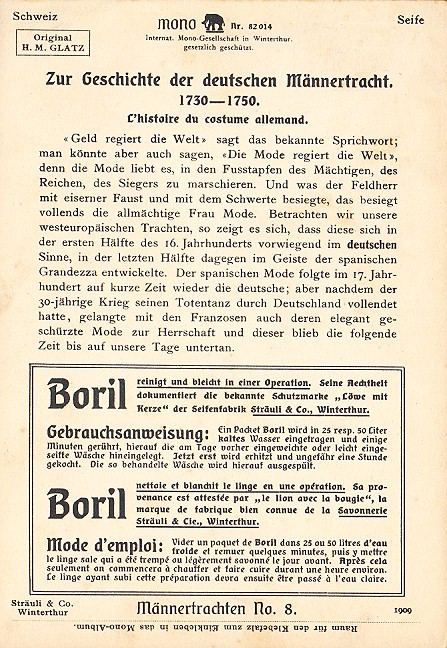 Schweiz
mono Nr. 82014
Seife
Original
H. M. GLATZ
Internat. Mono-Gesellschaft in Winterthur.
gesetzlich geschützt.
Zur Geschichte der deutschen Männertracht.
1730—1750.
L'histoire du costume allemand.
«Geld regiert die Welt» sagt das bekannte Sprichwort;
man könnte aber auch sagen, «Die Mode regiert die Welt»,
denn die Mode liebt es, in den Fusstapfen des Mächtigen, des
Reichen, des Siegers zu marschieren. Und was der Feldherr
mit eiserner Faust und mit dem Schwerte besiegte, das besiegt
vollends die allmächtige Frau Mode. Betrachten wir unsere
westeuropäischen Trachten, so zeigt es sich, dass diese sich in
der ersten Hälfte des 16. Jahrhunderts vorwiegend im deutschen
Sinne, in der letzten Hälfte dagegen im Geiste der spanischen
Grandezza entwickelte. Der spanischen Mode folgte im 17. Jahr-
hundert auf kurze Zeit wieder die deutsche; aber nachdem der
30-jährige Krieg seinen Totentanz durch Deutschland vollendet
hatte, gelangte mit den Franzosen auch deren elegant ge-
schürzte Mode zur Herrschaft und dieser blieb die folgende
Zeit bis auf unsere Tage untertan.
Boril reinigt und bleicht in einer Operation. Seine Rechtheit
dokumentiert die bekannte Schutzmarke „Löwe mit
Kerze" der Seifenfabrik Sträuli & Co., Winterthur.
Gebrauchsanweisung: Ein Packet Boril wird in 25 resp. 50 Liter
kaltes Wasser eingetragen und einige
Minuten gerührt, hierauf die am Tage vorher eingeweichte oder leicht einge-
seifte Wäsche hineingelegt. Jetzt erst wird erhitzt und ungefähr eine Stunde
gekocht. Die so behandelte Wäsche wird hierauf ausgespült.
Boril nettoie et blanchit le linge en une opération. Sa pro-
venance est attestée par „le lion avec la bougie", la
marque de fabrique bien connue de la Savonnerie
Sträuli & Cie., Winterthur.
Mode d'emploi: Vider un paquet de Boril dans 25 ou 50 litres d'eau
froide et remuer quelques minutes, puis y mettre
le linge sale qui a été trempé ou légèrement savonné le jour avant. Après cela
seulement on commencera à chauffer et faire cuire durant une heure environ.
Le linge ayant subi cette préparation devra ensuite être passé à l'eau claire.
Sträuli & Co.
Winterthur
Männertrachten No. 8.
1909
Raum für den Klebefalz zum Einkleben in das Mono-Album.